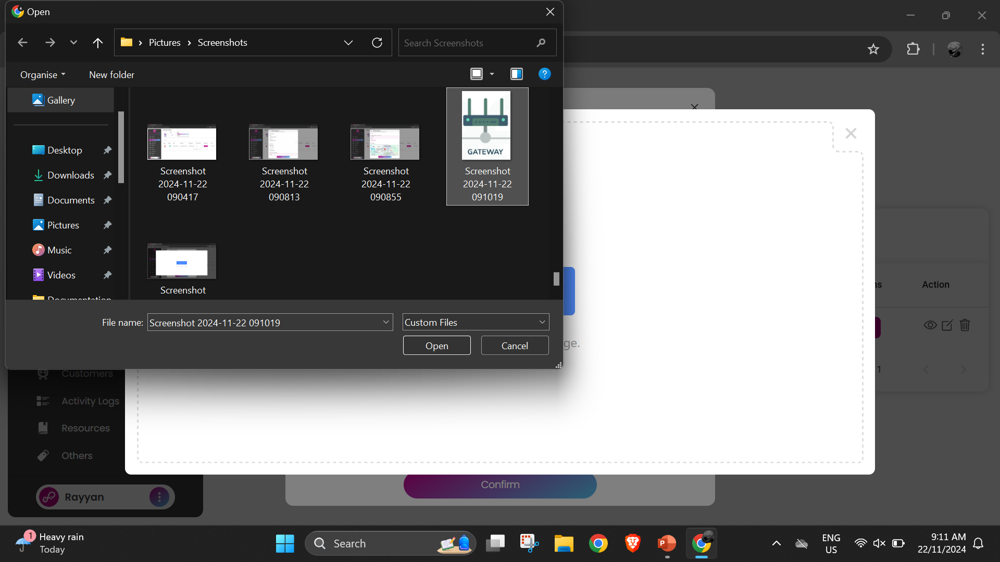 Open
Pictures
Screenshots
Search Screenshots
Organise
New folder
Gallery
Desktop
Downloads
Documents
Pictures
Music
Videos
Documentation
GATEWAY
Screenshot
2024-11-22
090417
Screenshot
2024-11-22
090813
Screenshot
2024-11-22
090855
Screenshot
2024-11-22
091019
Screenshot
File name:
Screenshot 2024-11-22 091019
Custom Files
Open
Cancel
ge.
ns
Action
1
Customers
Activity Logs
Resources
Others
Rayyan
Confirm
1
Heavy rain
Today
Search
ENG
US
9:11 AM
22/11/2024